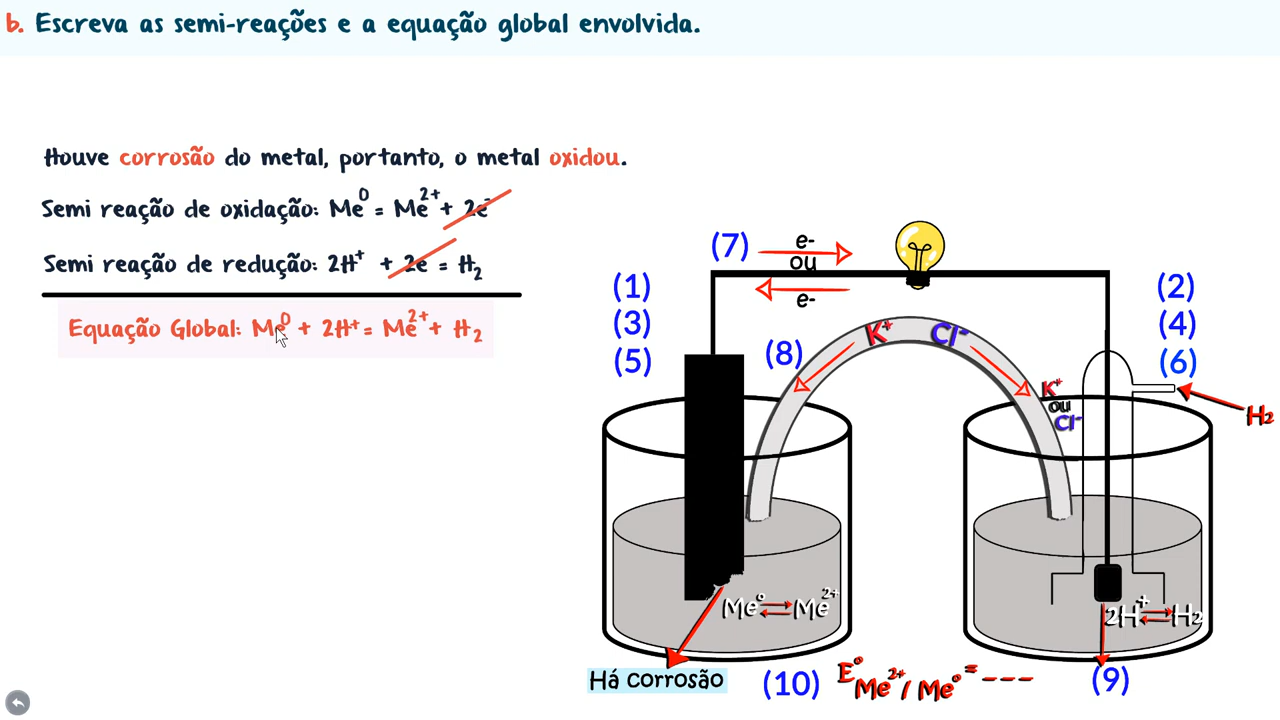 b. Escreva as semi-reações e a equação global envolvida.
Houve corrosão do metal, portanto, o metal oxidou.
Semi reação de oxidação: Me⁰ = Me²⁺ + 2e⁻
Semi reação de redução: 2H⁺ + 2e = H₂
Equação Global: Me⁰ + 2H⁺ = Me²⁺ + H₂
(7) e-
ou
e-
(1)
(3)
(5)
(2)
(4)
(6)
(8)
K⁺ Cl⁻
K⁺
ou
Cl⁻
H₂
Me⁰ ⇌ Me²⁺
2H⁺ ⇌ H₂
Há corrosão
(10) E⁰ Me²⁺/Me⁰ = ---
(9)